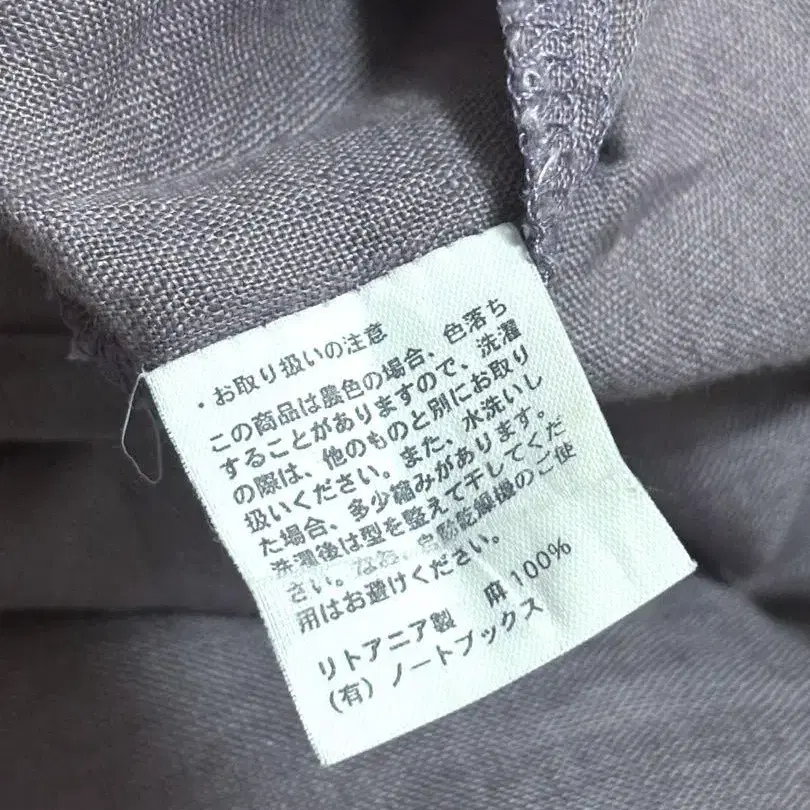 ・お取り扱いの注意
この商品は濃色の場合、色落ち
することがありますので、洗濯
の際は、他のものと別にお取り
扱いください。また、水洗いし
た場合、多少縮みがあります。
洗濯後は型を整えて干してくだ
さい。なお、自動乾燥機のご使
用はお避けください。
リトアニア製 麻100%
(有)ノートブックス